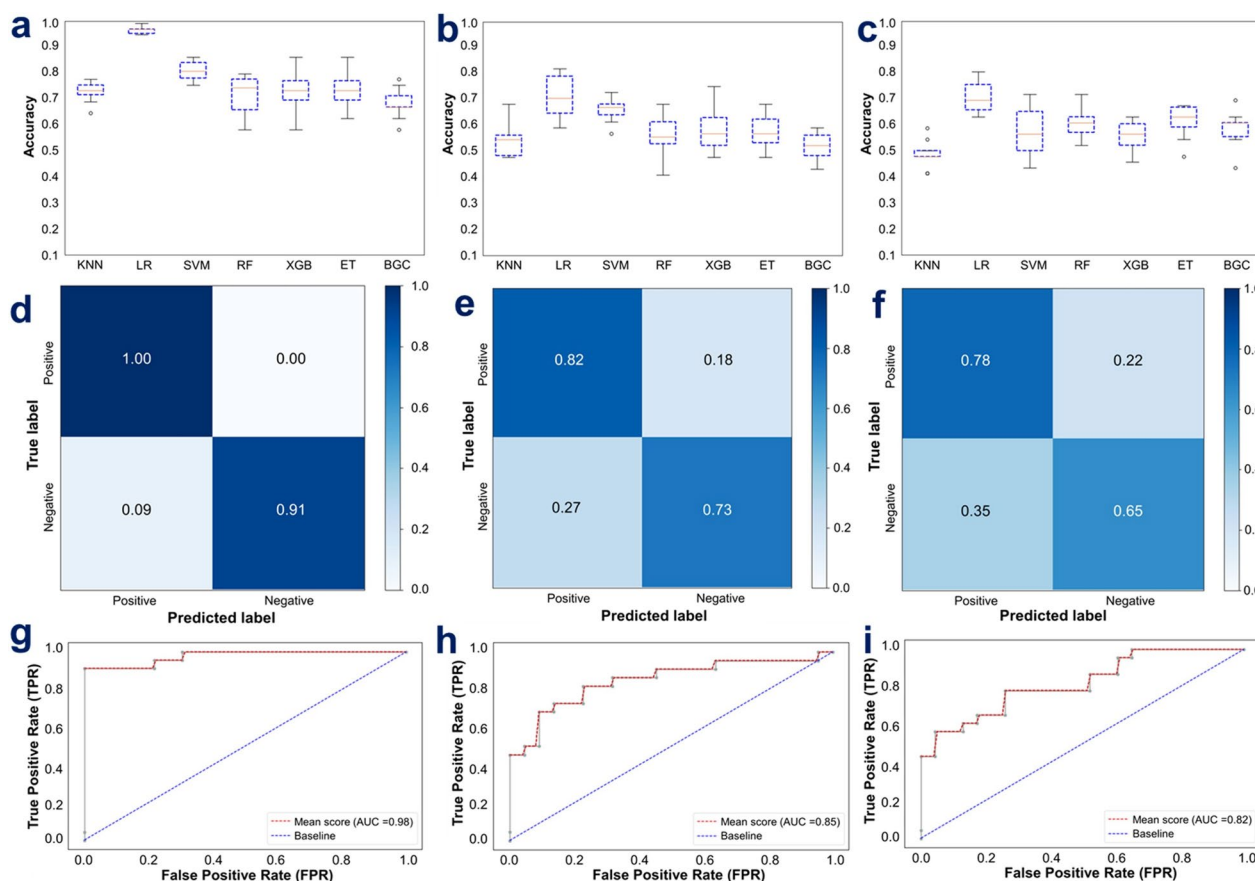 a
1.0
0.9
0.8
0.7
0.6
0.5
0.4
0.3
0.2
0.1
Accuracy
KNN LR SVM RF XGB ET BGC
b
1.0
0.9
0.8
0.7
0.6
0.5
0.4
0.3
0.2
0.1
Accuracy
KNN LR SVM RF XGB ET BGC
c
1.0
0.9
0.8
0.7
0.6
0.5
0.4
0.3
0.2
0.1
Accuracy
KNN LR SVM RF XGB ET BGC
d
True label
Positive
Negative
1.00 0.00
0.09 0.91
Positive Negative
Predicted label
1.0
0.8
0.6
0.4
0.2
0.0
e
True label
Positive
Negative
0.82 0.18
0.27 0.73
Positive Negative
Predicted label
1.0
0.8
0.6
0.4
0.2
0.0
f
True label
Positive
Negative
0.78 0.22
0.35 0.65
Positive Negative
Predicted label
g
True Positive Rate (TPR)
1.0
0.8
0.6
0.4
0.2
0.0
Mean score (AUC =0.98)
Baseline
0.0 0.2 0.4 0.6 0.8 1.0
False Positive Rate (FPR)
h
True Positive Rate (TPR)
1.0
0.8
0.6
0.4
0.2
0.0
Mean score (AUC =0.85)
Baseline
0.0 0.2 0.4 0.6 0.8 1.0
False Positive Rate (FPR)
i
True Positive Rate (TPR)
1.0
0.8
0.6
0.4
0.2
0.0
Mean score (AUC =0.82)
Baseline
0.0 0.2 0.4 0.6 0.8 1.0
False Positive Rate (FPR)